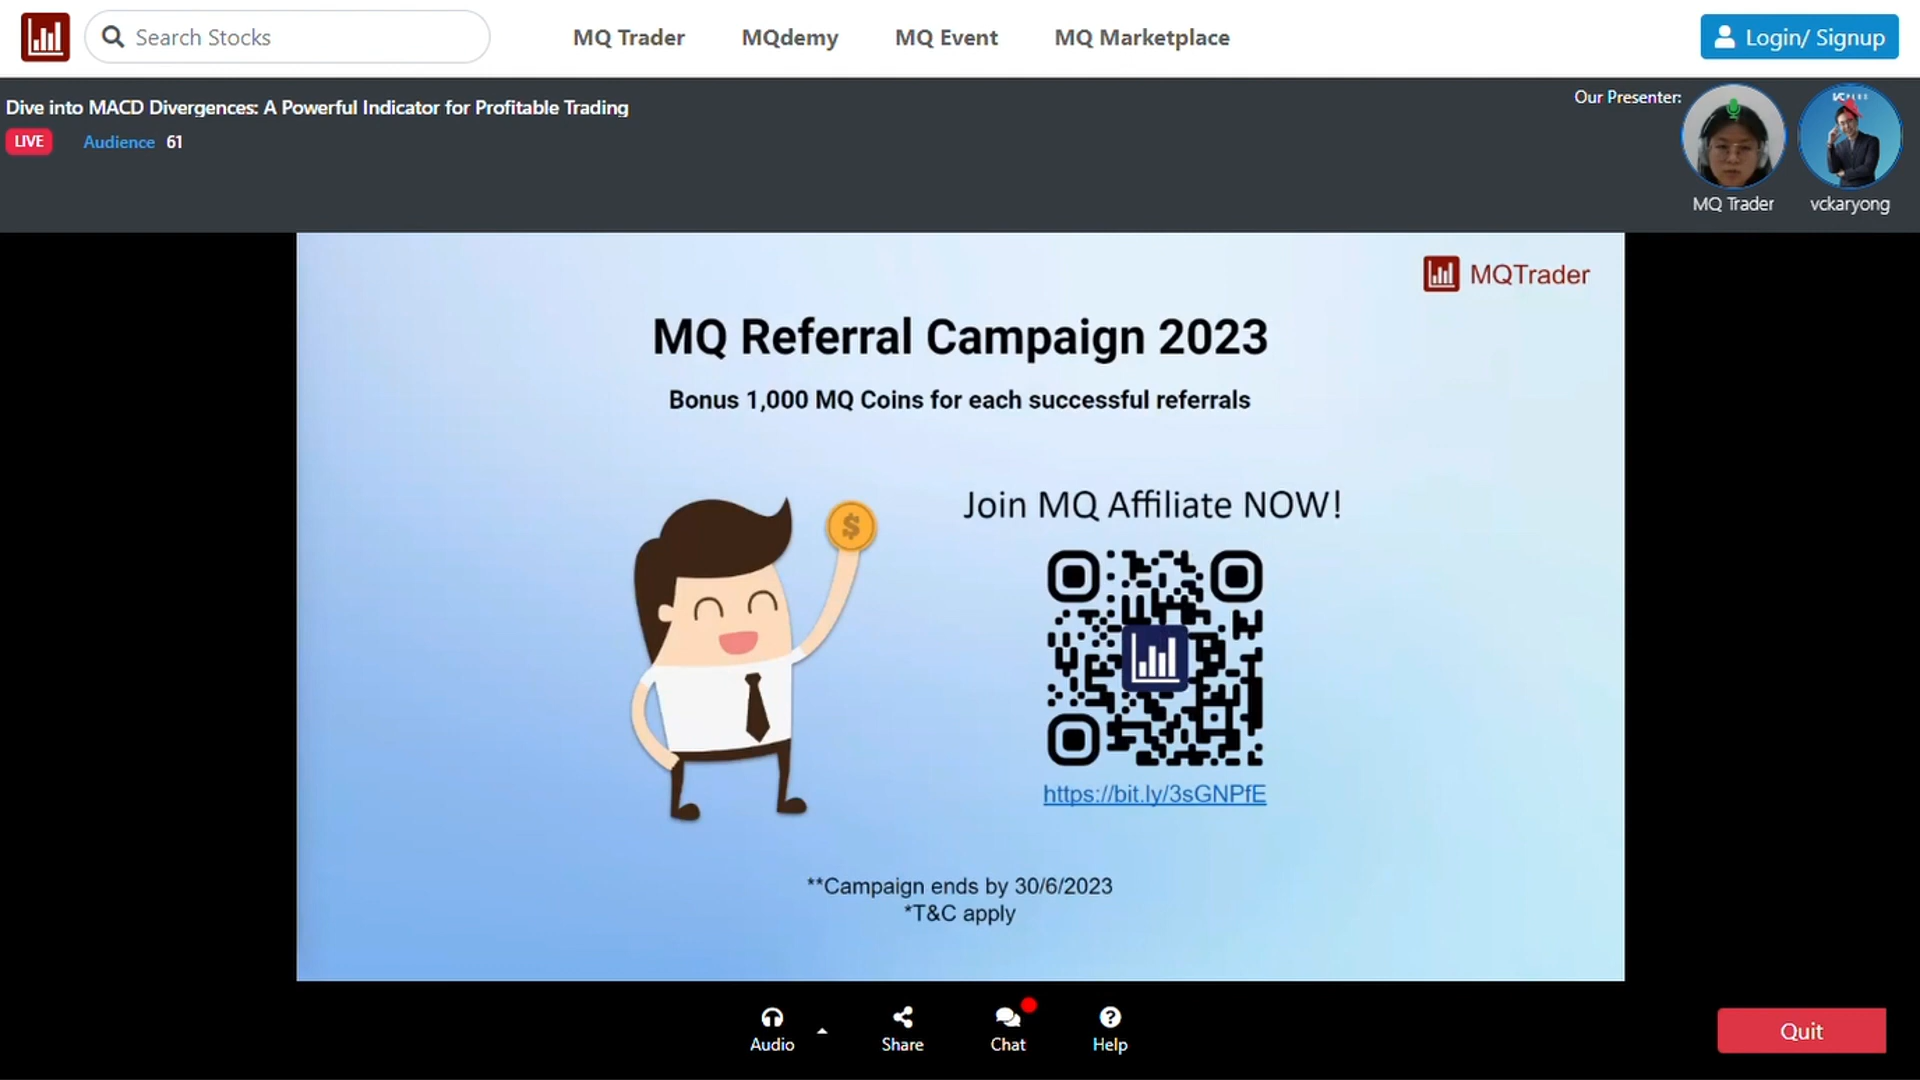 Search Stocks
MQ Trader
MQdemy
MQ Event
MQ Marketplace
Login/ Signup
Dive into MACD Divergences: A Powerful Indicator for Profitable Trading
LIVE
Audience 61
Our Presenter:
MQ Trader
vckaryong
MQTrader
MQ Referral Campaign 2023
Bonus 1,000 MQ Coins for each successful referrals
$
Join MQ Affiliate NOW!
https://bit.ly/3sGNPfE
**Campaign ends by 30/6/2023
*T&C apply
Audio
Share
Chat
Help
Quit